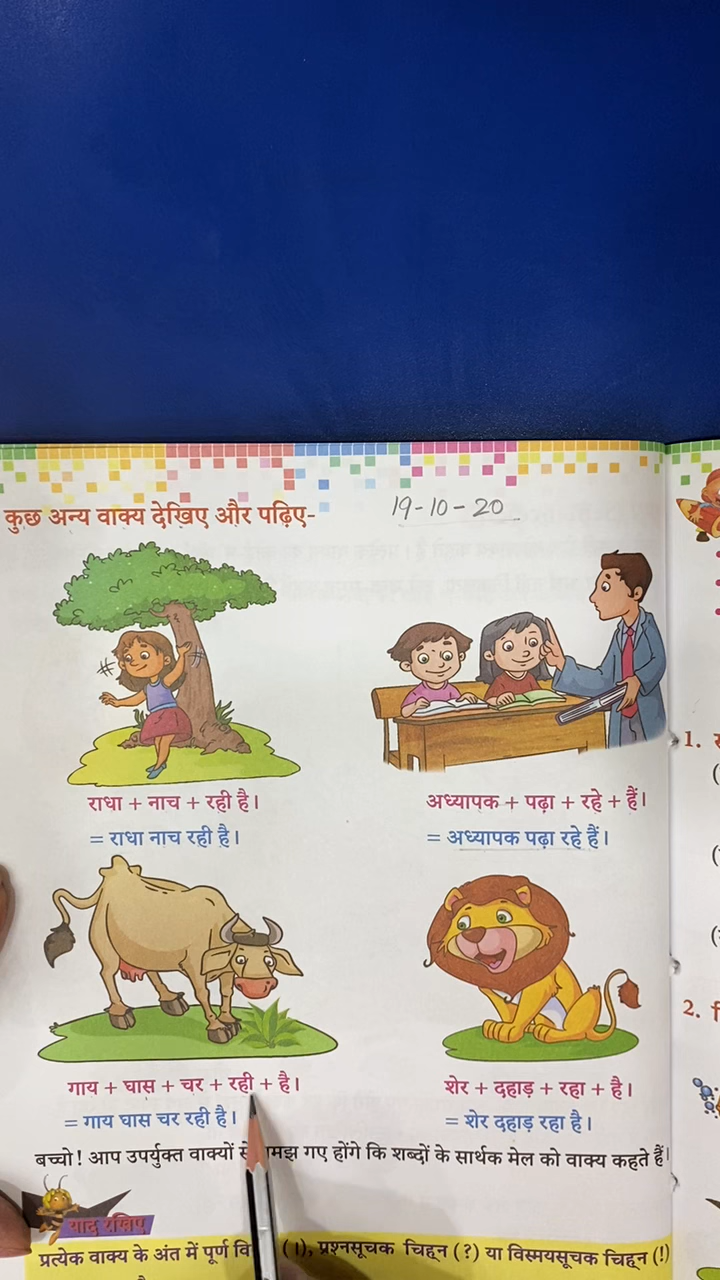 कुछ अन्य वाक्य देखिए और पढ़िए-
19-10-20
राधा + नाच + रही है।
= राधा नाच रही है।
अध्यापक + पढ़ा + रहे + हैं।
= अध्यापक पढ़ा रहे हैं।
गाय + घास + चर + रही + है।
= गाय घास चर रही है।
शेर + दहाड़ + रहा + है।
= शेर दहाड़ रहा है।
बच्चो! आप उपर्युक्त वाक्यों गए होंगे कि शब्दों के सार्थक मेल को वाक्य कहते हैं।
याद रखिए
प्रत्येक वाक्य के अंत में पूर्ण (।), प्रश्नसूचक चिह्न (?) या विस्मयसूचक चिह्न (!)
1.
2.